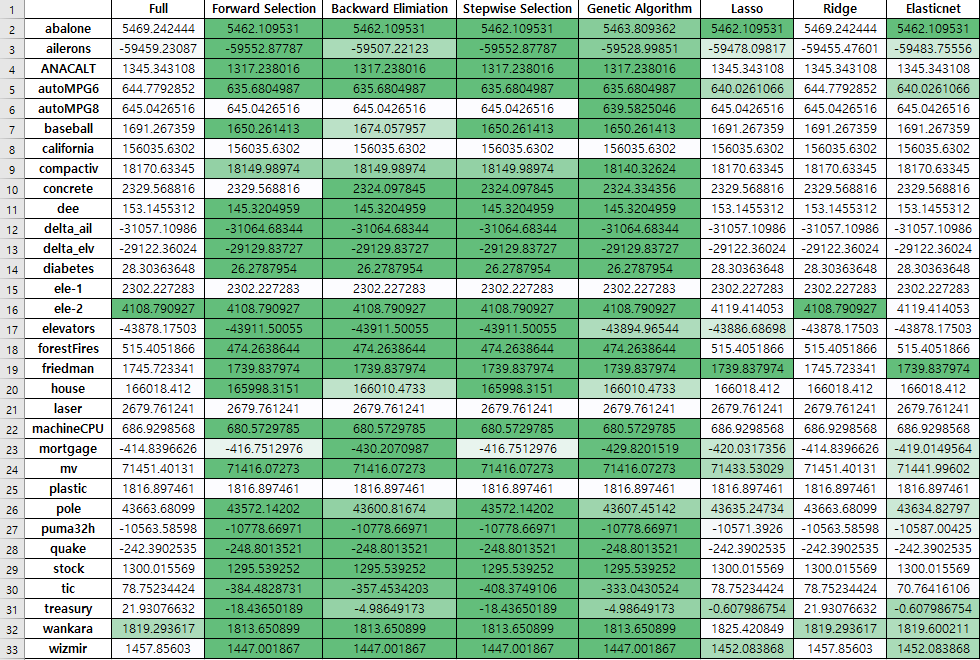 1 Full Forward Selection Backward Elimiation Stepwise Selection Genetic Algorithm Lasso Ridge Elasticnet
2 abalone 5469.242444 5462.109531 5462.109531 5462.109531 5463.809362 5462.109531 5469.242444 5462.109531
3 ailerons -59459.23087 -59552.87787 -59507.22123 -59552.87787 -59528.99851 -59478.09817 -59455.47601 -59483.75556
4 ANACALT 1345.343108 1317.238016 1317.238016 1317.238016 1317.238016 1345.343108 1345.343108 1345.343108
5 autoMPG6 644.7792852 635.6804987 635.6804987 635.6804987 635.6804987 640.0261066 644.7792852 640.0261066
6 autoMPG8 645.0426516 645.0426516 645.0426516 645.0426516 639.5825046 645.0426516 645.0426516 645.0426516
7 baseball 1691.267359 1650.261413 1674.057957 1650.261413 1650.261413 1691.267359 1691.267359 1691.267359
8 california 156035.6302 156035.6302 156035.6302 156035.6302 156035.6302 156035.6302 156035.6302 156035.6302
9 compactiv 18170.63345 18149.98974 18149.98974 18149.98974 18140.32624 18170.63345 18170.63345 18170.63345
10 concrete 2329.568816 2329.568816 2324.097845 2324.097845 2324.334356 2329.568816 2329.568816 2329.568816
11 dee 153.1455312 145.3204959 145.3204959 145.3204959 145.3204959 153.1455312 153.1455312 153.1455312
12 delta_ail -31057.10986 -31064.68344 -31064.68344 -31064.68344 -31064.68344 -31057.10986 -31057.10986 -31057.10986
13 delta_elv -29122.36024 -29129.83727 -29129.83727 -29129.83727 -29129.83727 -29122.36024 -29122.36024 -29122.36024
14 diabetes 28.30363648 26.2787954 26.2787954 26.2787954 26.2787954 28.30363648 28.30363648 28.30363648
15 ele-1 2302.227283 2302.227283 2302.227283 2302.227283 2302.227283 2302.227283 2302.227283 2302.227283
16 ele-2 4108.790927 4108.790927 4108.790927 4108.790927 4108.790927 4119.414053 4108.790927 4119.414053
17 elevators -43878.17503 -43911.50055 -43911.50055 -43911.50055 -43894.96544 -43886.68698 -43878.17503 -43878.17503
18 forestFires 515.4051866 474.2638644 474.2638644 474.2638644 474.2638644 515.4051866 515.4051866 515.4051866
19 friedman 1745.723341 1739.837974 1739.837974 1739.837974 1739.837974 1739.837974 1745.723341 1739.837974
20 house 166018.412 165998.3151 166010.4733 165998.3151 166010.4733 166018.412 166018.412 166018.412
21 laser 2679.761241 2679.761241 2679.761241 2679.761241 2679.761241 2679.761241 2679.761241 2679.761241
22 machineCPU 686.9298568 680.5729785 680.5729785 680.5729785 680.5729785 686.9298568 686.9298568 686.9298568
23 mortgage -414.8396626 -416.7512976 -430.2070987 -416.7512976 -429.8201519 -420.0317356 -414.8396626 -419.0149564
24 mv 71451.40131 71416.07273 71416.07273 71416.07273 71416.07273 71433.53029 71451.40131 71441.99602
25 plastic 1816.897461 1816.897461 1816.897461 1816.897461 1816.897461 1816.897461 1816.897461 1816.897461
26 pole 43663.68099 43572.14202 43600.81674 43572.14202 43607.45142 43635.24734 43663.68099 43634.82797
27 puma32h -10563.58598 -10778.66971 -10778.66971 -10778.66971 -10778.66971 -10571.3926 -10563.58598 -10587.00425
28 quake -242.3902535 -248.8013521 -248.8013521 -248.8013521 -248.8013521 -242.3902535 -242.3902535 -242.3902535
29 stock 1300.015569 1295.539252 1295.539252 1295.539252 1295.539252 1300.015569 1300.015569 1300.015569
30 tic 78.75234424 -384.4828731 -357.4534203 -408.3749106 -333.0430524 78.75234424 78.75234424 70.76416106
31 treasury 21.93076632 -18.43650189 -4.98649173 -18.43650189 -4.98649173 -0.607986754 21.93076632 -0.607986754
32 wankara 1819.293617 1813.650899 1813.650899 1813.650899 1813.650899 1825.420849 1819.293617 1819.600211
33 wizmir 1457.85603 1447.001867 1447.001867 1447.001867 1447.001867 1452.083868 1457.85603 1452.083868